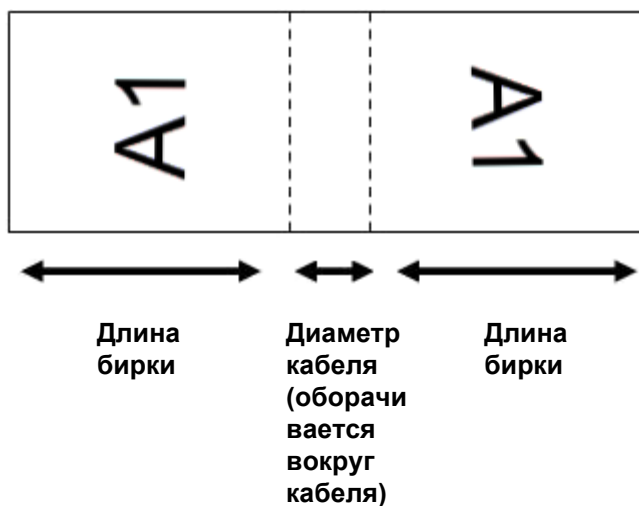 A1
A1
Длина
бирки
Диаметр
кабеля
(оборачи
вается
вокруг
кабеля)
Длина
бирки